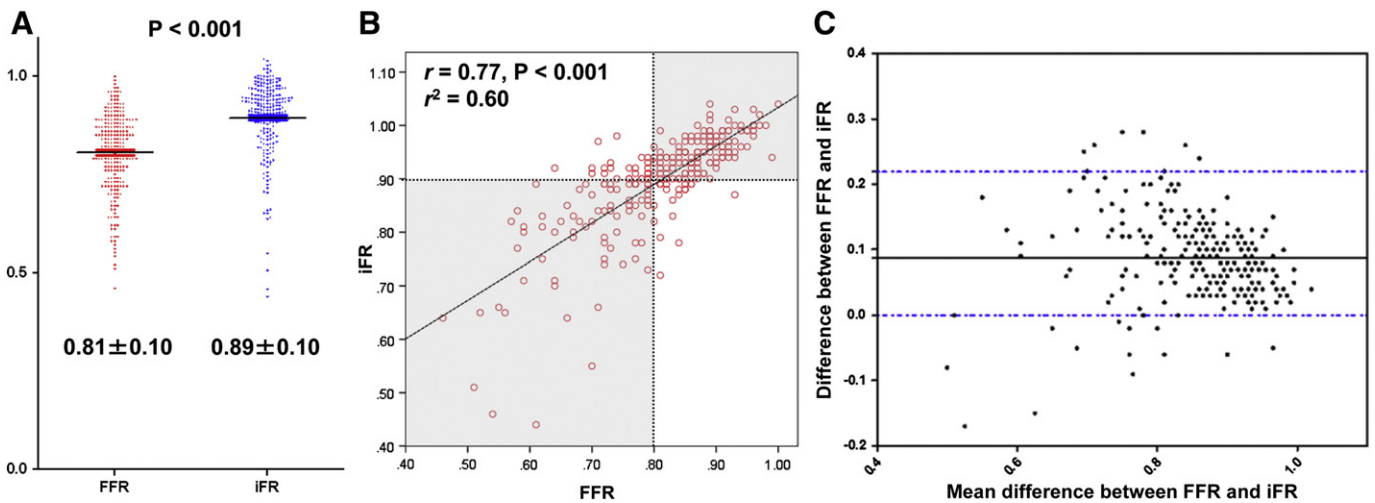 A
P < 0.001
1.0
0.5
0.0
0.81±0.10
0.89±0.10
FFR
iFR
B
r = 0.77, P < 0.001
r² = 0.60
1.10
1.00
.90
.80
.70
.60
.50
.40
iFR
.40
.50
.60
.70
.80
.90
1.00
FFR
C
0.4
0.3
0.2
0.1
0.0
-0.1
-0.2
Difference between FFR and iFR
0.4
0.6
0.8
1.0
Mean difference between FFR and iFR